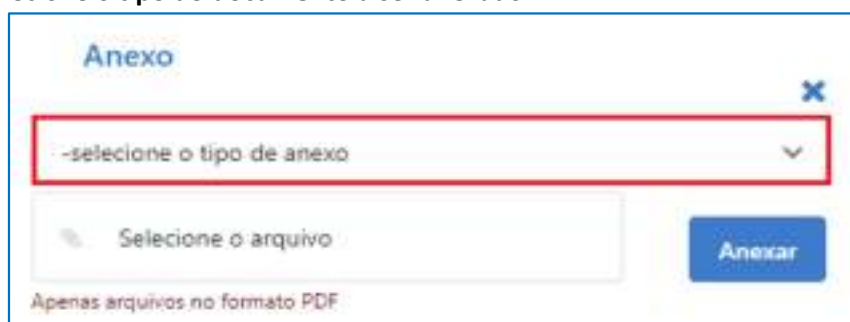 Anexo
-selecione o tipo de anexo
Selecione o arquivo
Anexar
Apenas arquivos no formato PDF